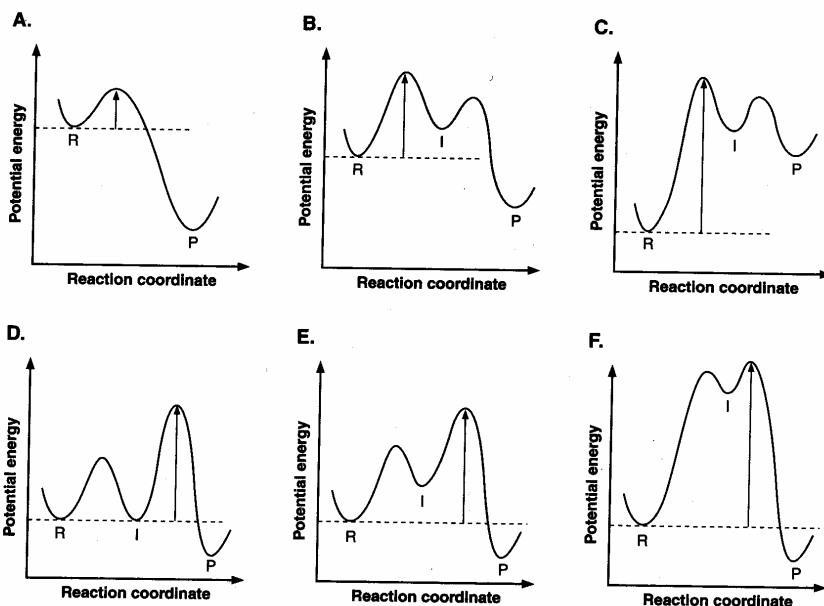 A.
Potential energy
R
P
Reaction coordinate
B.
Potential energy
R
I
P
Reaction coordinate
C.
Potential energy
R
I
P
Reaction coordinate
D.
Potential energy
R
I
P
Reaction coordinate
E.
Potential energy
R
I
P
Reaction coordinate
F.
Potential energy
R
I
P
Reaction coordinate